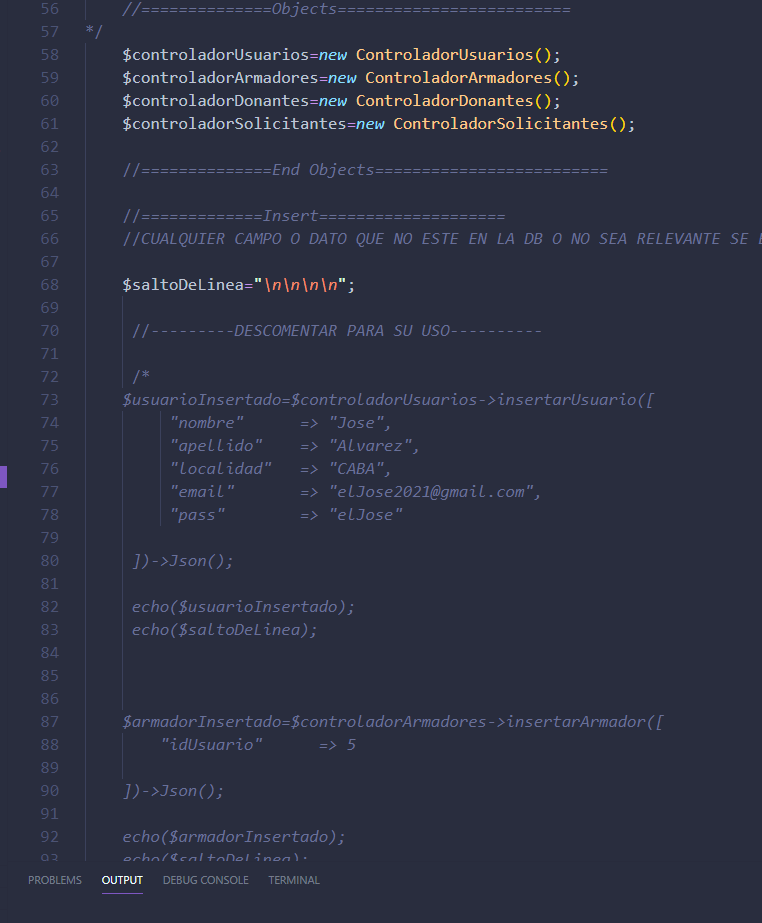 56 //==============Objects=========================
57 */
58 $controladorUsuarios=new ControladorUsuarios();
59 $controladorArmadores=new ControladorArmadores();
60 $controladorDonantes=new ControladorDonantes();
61 $controladorSolicitantes=new ControladorSolicitantes();
62
63 //==============End Objects=========================
64
65 //=============Insert====================
66 //CUALQUIER CAMPO O DATO QUE NO ESTE EN LA DB O NO SEA RELEVANTE SE
67
68 $saltoDeLinea="\n\n\n\n";
69
70 //---------DESCOMENTAR PARA SU USO----------
71
72 /*
73 $usuarioInsertado=$controladorUsuarios->insertarUsuario([
74 "nombre" => "Jose",
75 "apellido" => "Alvarez",
76 "localidad" => "CABA",
77 "email" => "elJose2021@gmail.com",
78 "pass" => "elJose"
79
80 ])->Json();
81
82 echo($usuarioInsertado);
83 echo($saltoDeLinea);
84
85
86
87 $armadorInsertado=$controladorArmadores->insertarArmador([
88 "idUsuario" => 5
89
90 ])->Json();
91
92 echo($armadorInsertado);
93 echo($saltoDeLinea);
PROBLEMS OUTPUT DEBUG CONSOLE TERMINAL